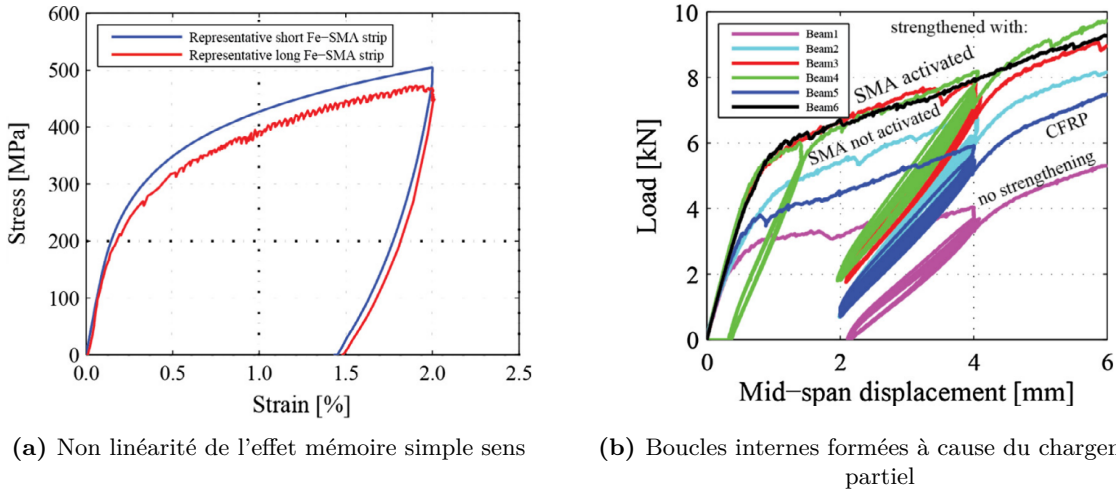 Representative short Fe−SMA strip
Representative long Fe−SMA strip
Stress [MPa]
600
500
400
300
200
100
0
0.0
0.5
1.0
1.5
2.0
2.5
Strain [%]
(a) Non linéarité de l'effet mémoire simple sens
Beam1
Beam2
Beam3
Beam4
Beam5
Beam6
strengthened with:
SMA activated
SMA not activated
CFRP
no strengthening
Load [kN]
10
8
6
4
2
0
0
2
4
6
Mid−span displacement [mm]
(b) Boucles internes formées à cause du charger
partiel